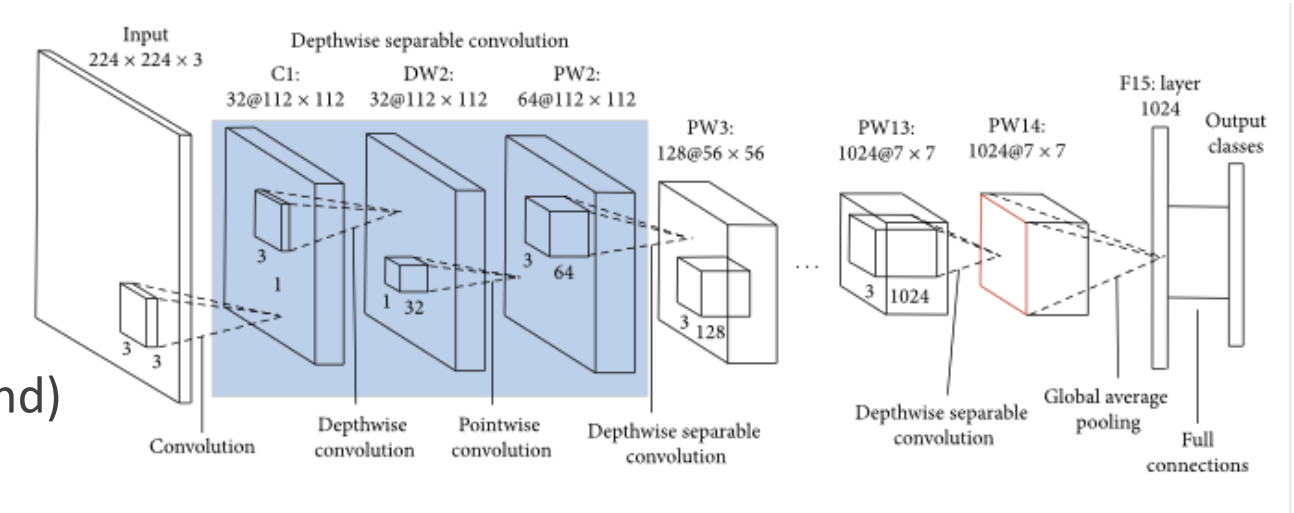 Input
224 × 224 × 3
Depthwise separable convolution
C1:
32@112 × 112
DW2:
32@112 × 112
PW2:
64@112 × 112
PW3:
128@56 × 56
PW13:
1024@7 × 7
PW14:
1024@7 × 7
F15: layer
1024
Output
classes
3
3
3
1
1
32
3
64
3
128
...
3
1024
nd)
Convolution
Depthwise
convolution
Pointwise
convolution
Depthwise separable
convolution
Depthwise separable
convolution
Global average
pooling
Full
connections